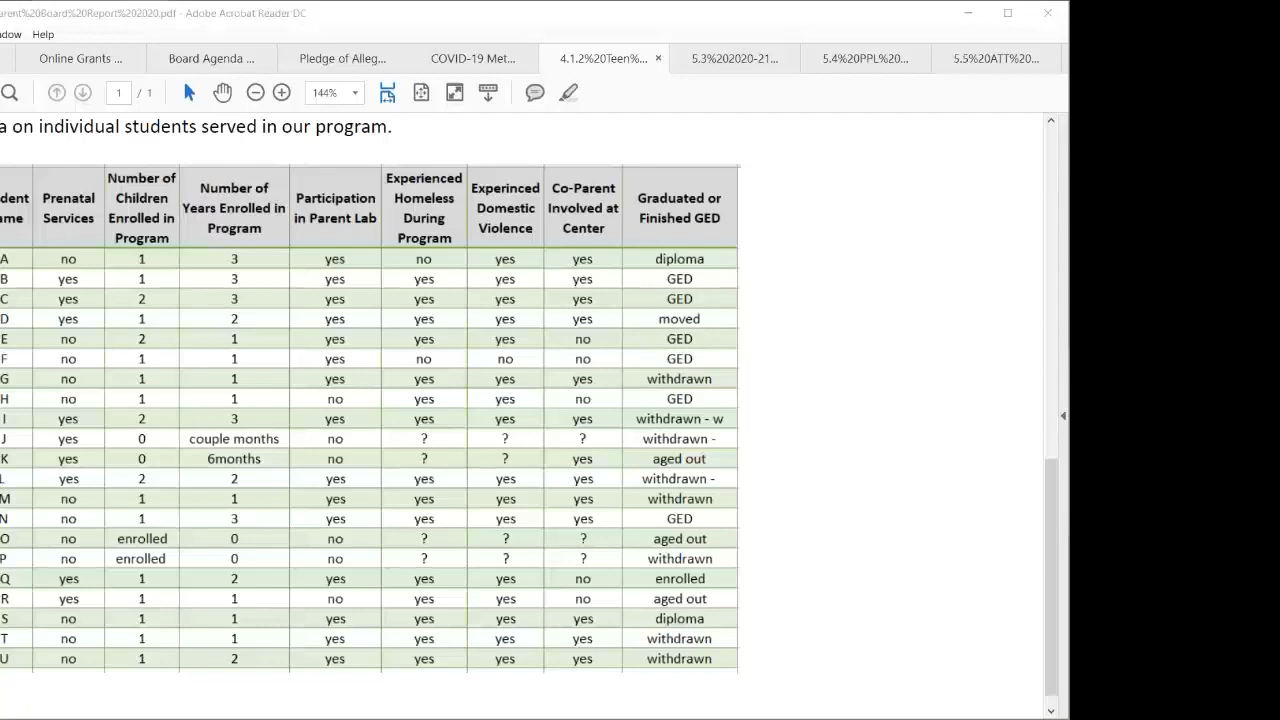 arent%20Board%20Report%202020.pdf - Adobe Acrobat Reader DC
dow Help
Online Grants ... Board Agenda ... Pledge of Alleg... COVID-19 Met... 4.1.2%20Teen%... × 5.3%202020-21... 5.4%20PPL%20... 5.5%20ATT%20...
1 / 1 144%
a on individual students served in our program.
dent ame Prenatal Services Number of Children Enrolled in Program Number of Years Enrolled in Program Participation in Parent Lab Experienced Homeless During Program Experinced Domestic Violence Co-Parent Involved at Center Graduated or Finished GED
A no 1 3 yes no yes yes diploma
B yes 1 3 yes yes yes yes GED
C yes 2 3 yes yes yes yes GED
D yes 1 2 yes yes yes yes moved
E no 2 1 yes yes yes no GED
F no 1 1 yes no no no GED
G no 1 1 yes yes yes yes withdrawn
H no 1 1 no yes yes no GED
I yes 2 3 yes yes yes yes withdrawn - w
J yes 0 couple months no ? ? ? withdrawn -
K yes 0 6months no ? ? yes aged out
L yes 2 2 yes yes yes yes withdrawn -
M no 1 1 yes yes yes yes withdrawn
N no 1 3 yes yes yes yes GED
O no enrolled 0 no ? ? ? aged out
P no enrolled 0 no ? ? ? withdrawn
Q yes 1 2 yes yes yes no enrolled
R yes 1 1 no yes yes no aged out
S no 1 1 yes yes yes yes diploma
T no 1 1 yes yes yes yes withdrawn
U no 1 2 yes yes yes yes withdrawn